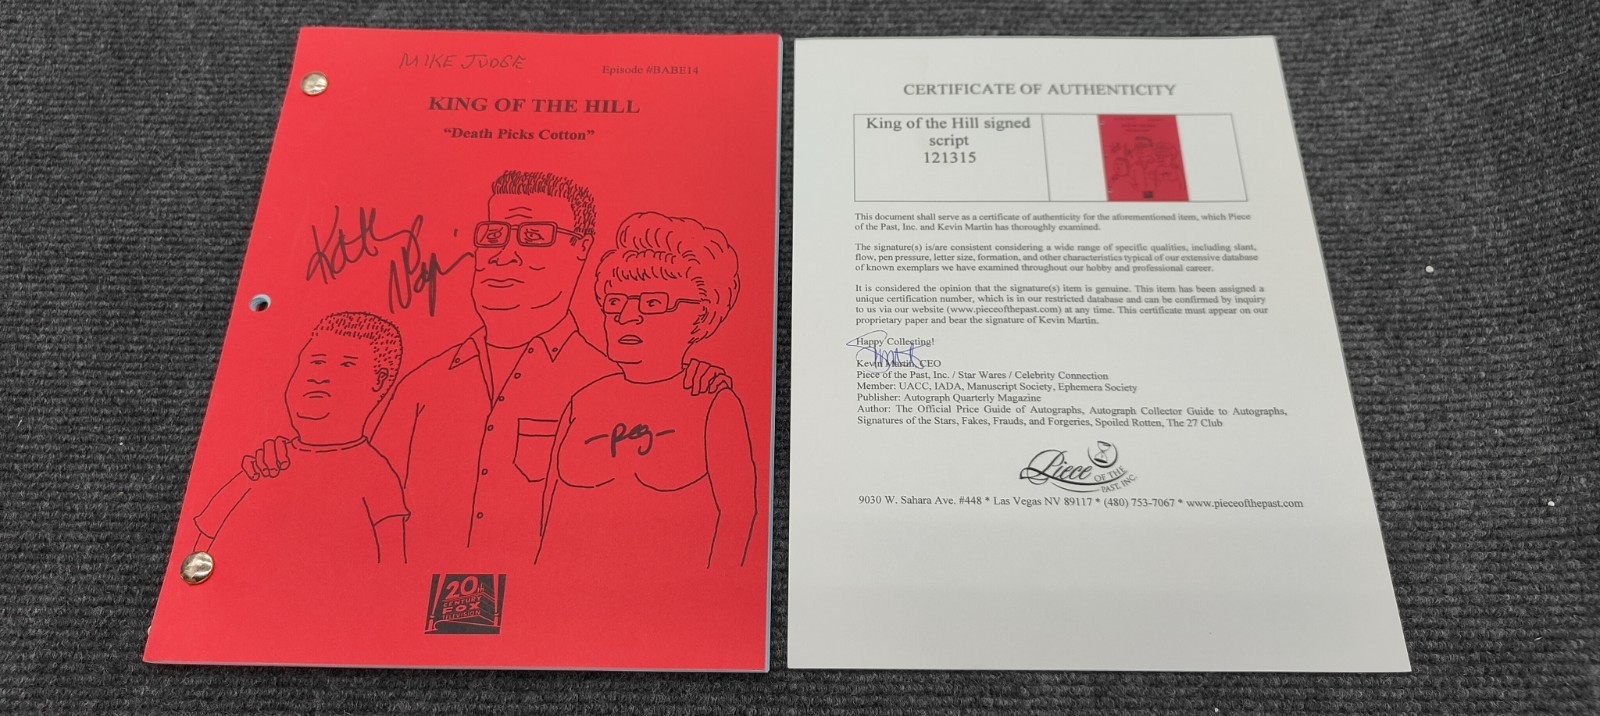 MIKE JUDGE
Episode #BABE14
KING OF THE HILL
“Death Picks Cotton”
Kathy
-peg-
20th
CENTURY
FOX
TELEVISION
CERTIFICATE OF AUTHENTICITY
King of the Hill signed
script
121315
This document shall serve as a certificate of authenticity for the aforementioned item, which Piece
of the Past, Inc. and Kevin Martin has thoroughly examined.
The signature(s) is/are consistent considering a wide range of specific qualities, including slant,
flow, pen pressure, letter size, formation, and other characteristics typical of our extensive database
of known exemplars we have examined throughout our hobby and professional career.
It is considered the opinion that the signature(s) item is genuine. This item has been assigned a
unique certification number, which is in our restricted database and can be confirmed by inquiry
to us via our website (www.pieceofthepast.com) at any time. This certificate must appear on our
proprietary paper and bear the signature of Kevin Martin.
Happy Collecting!
Kevin Martin, CEO
Piece of the Past, Inc. / Star Wares / Celebrity Connection
Member: UACC, IADA, Manuscript Society, Ephemera Society
Publisher: Autograph Quarterly Magazine
Author: The Official Price Guide of Autographs, Autograph Collector Guide to Autographs,
Signatures of the Stars, Fakes, Frauds, and Forgeries, Spoiled Rotten, The 27 Club
Piece OF THE
PAST, INC.
9030 W. Sahara Ave. #448 * Las Vegas NV 89117 * (480) 753-7067 * www.pieceofthepast.com